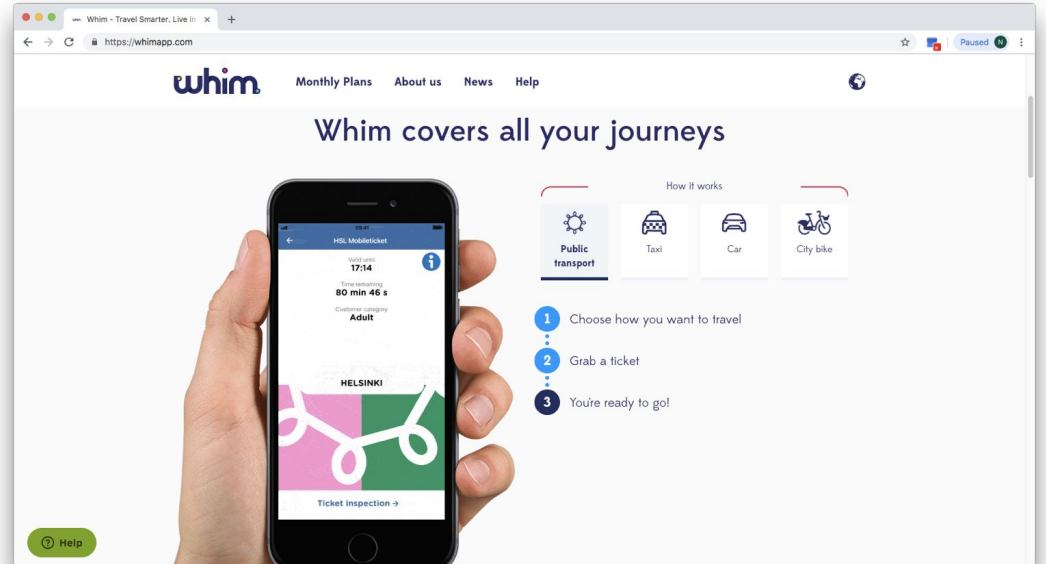 Whim - Travel Smarter. Live in
https://whimapp.com
Paused N
whim
Monthly Plans About us News Help
Whim covers all your journeys
How it works
Public transport
Taxi
Car
City bike
09:41
HSL Mobileticket
Valid until
17:14
Time remaining
80 min 46 s
Customer category
Adult
HELSINKI
Ticket inspection →
1 Choose how you want to travel
2 Grab a ticket
3 You're ready to go!
Help